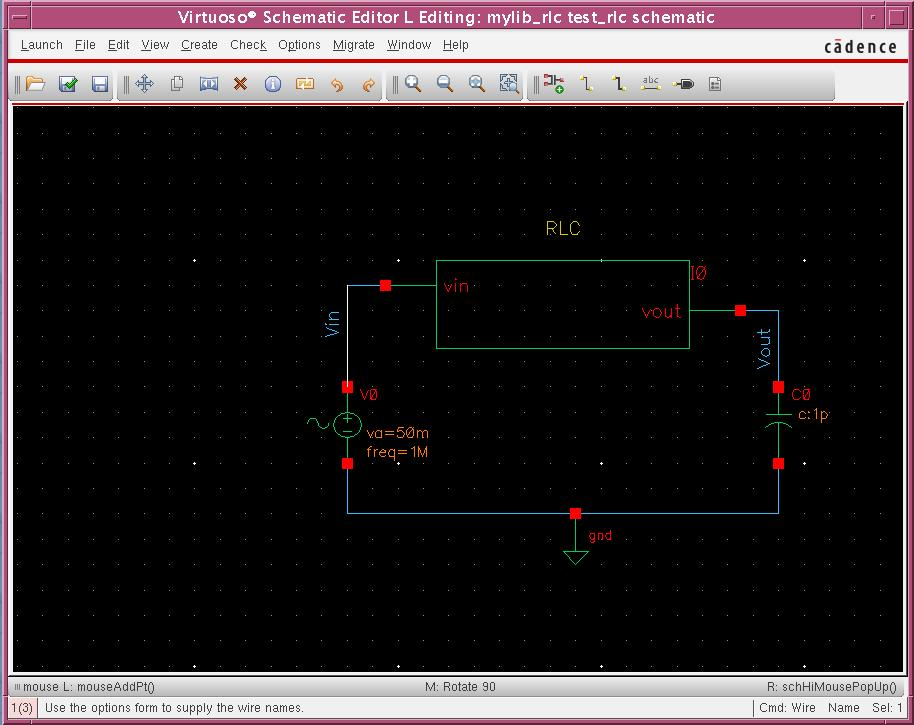 Virtuoso® Schematic Editor L Editing: mylib_rlc test_rlc schematic
Launch File Edit View Create Check Options Migrate Window Help
cādence
abc
RLC
I0
vin
vout
Vin
Vout
V0
va=50m
freq=1M
C0
c:1p
gnd
mouse L: mouseAddPt() M: Rotate 90 R: schHiMousePopUp()
1(3) Use the options form to supply the wire names. Cmd: Wire Name Sel: 1